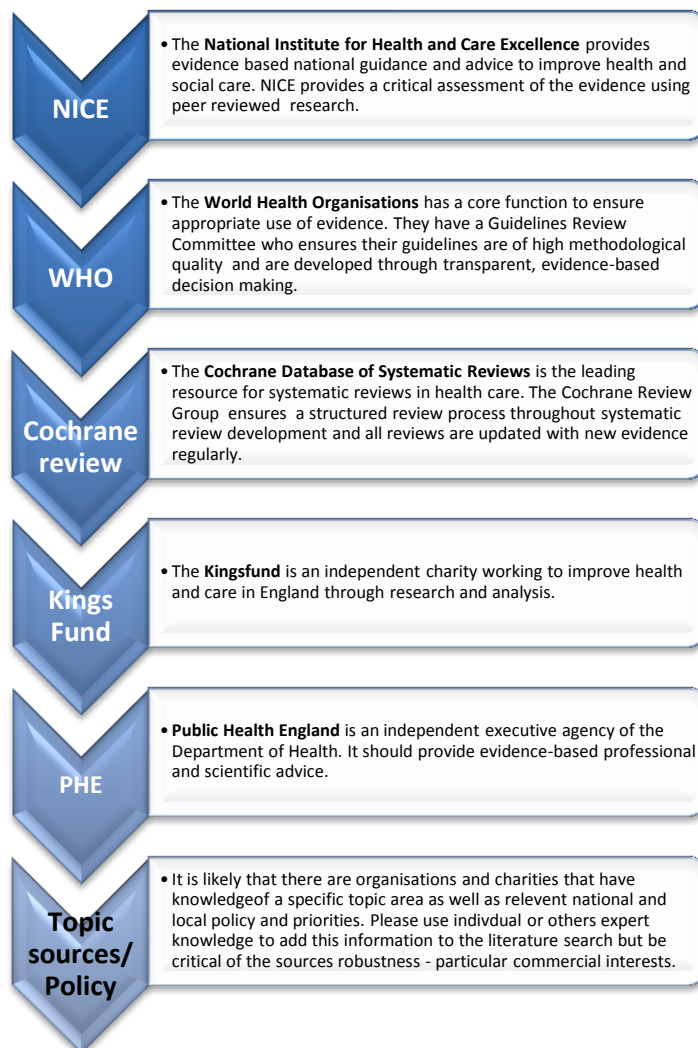 NICE
• The National Institute for Health and Care Excellence provides
evidence based national guidance and advice to improve health and
social care. NICE provides a critical assessment of the evidence using
peer reviewed research.
WHO
• The World Health Organisations has a core function to ensure
appropriate use of evidence. They have a Guidelines Review
Committee who ensures their guidelines are of high methodological
quality and are developed through transparent, evidence-based
decision making.
Cochrane
review
• The Cochrane Database of Systematic Reviews is the leading
resource for systematic reviews in health care. The Cochrane Review
Group ensures a structured review process throughout systematic
review development and all reviews are updated with new evidence
regularly.
Kings
Fund
• The Kingsfund is an independent charity working to improve health
and care in England through research and analysis.
PHE
• Public Health England is an independent executive agency of the
Department of Health. It should provide evidence-based professional
and scientific advice.
Topic
sources/
Policy
• It is likely that there are organisations and charities that have
knowledgeof a specific topic area as well as relevent national and
local policy and priorities. Please use indivdual or others expert
knowledge to add this information to the literature search but be
critical of the sources robustness - particular commercial interests.